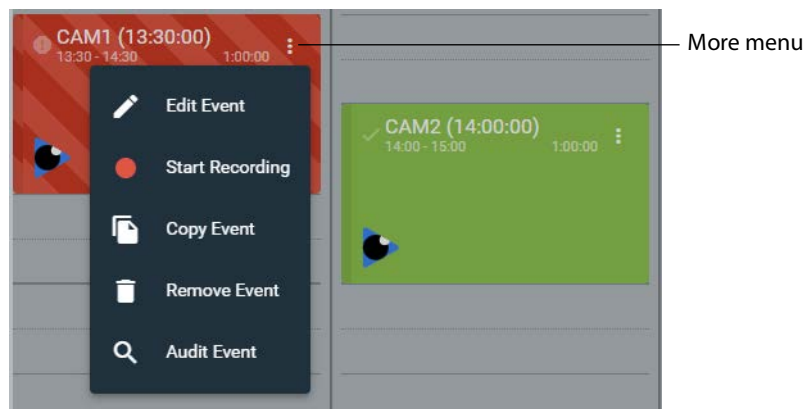 CAM1 (13:30:00)
13:30 - 14:30 1:00:00
More menu
Edit Event
Start Recording
Copy Event
Remove Event
Audit Event
CAM2 (14:00:00)
14:00 - 15:00 1:00:00